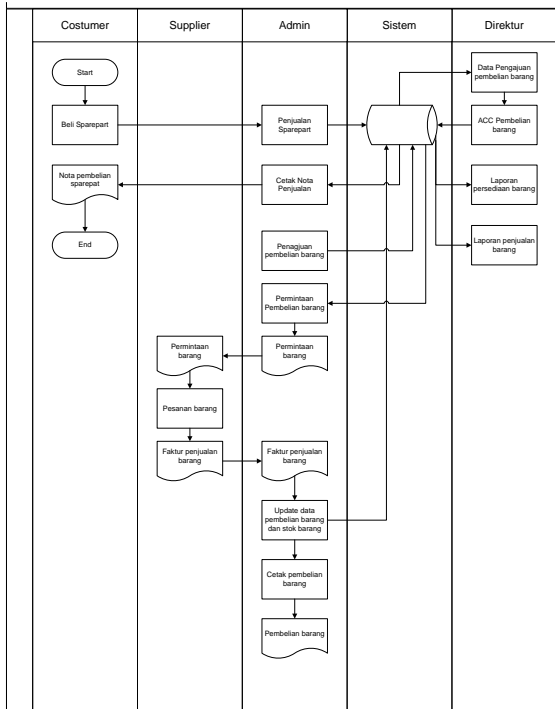 Costumer
Supplier
Admin
Sistem
Direktur
Start
Data Pengajuan
pembelian barang
Beli Sparepart
Penjualan
Sparepart
ACC Pembelian
barang
Nota pembelian
sparepat
Cetak Nota
Penjualan
Laporan
persediaan barang
End
Penagjuan
pembelian barang
Laporan penjualan
barang
Permintaan
Pembelian barang
Permintaan
barang
Permintaan
barang
Pesanan barang
Faktur penjualan
barang
Faktur penjualan
barang
Update data
pembelian barang
dan stok barang
Cetak pembelian
barang
Pembelian barang